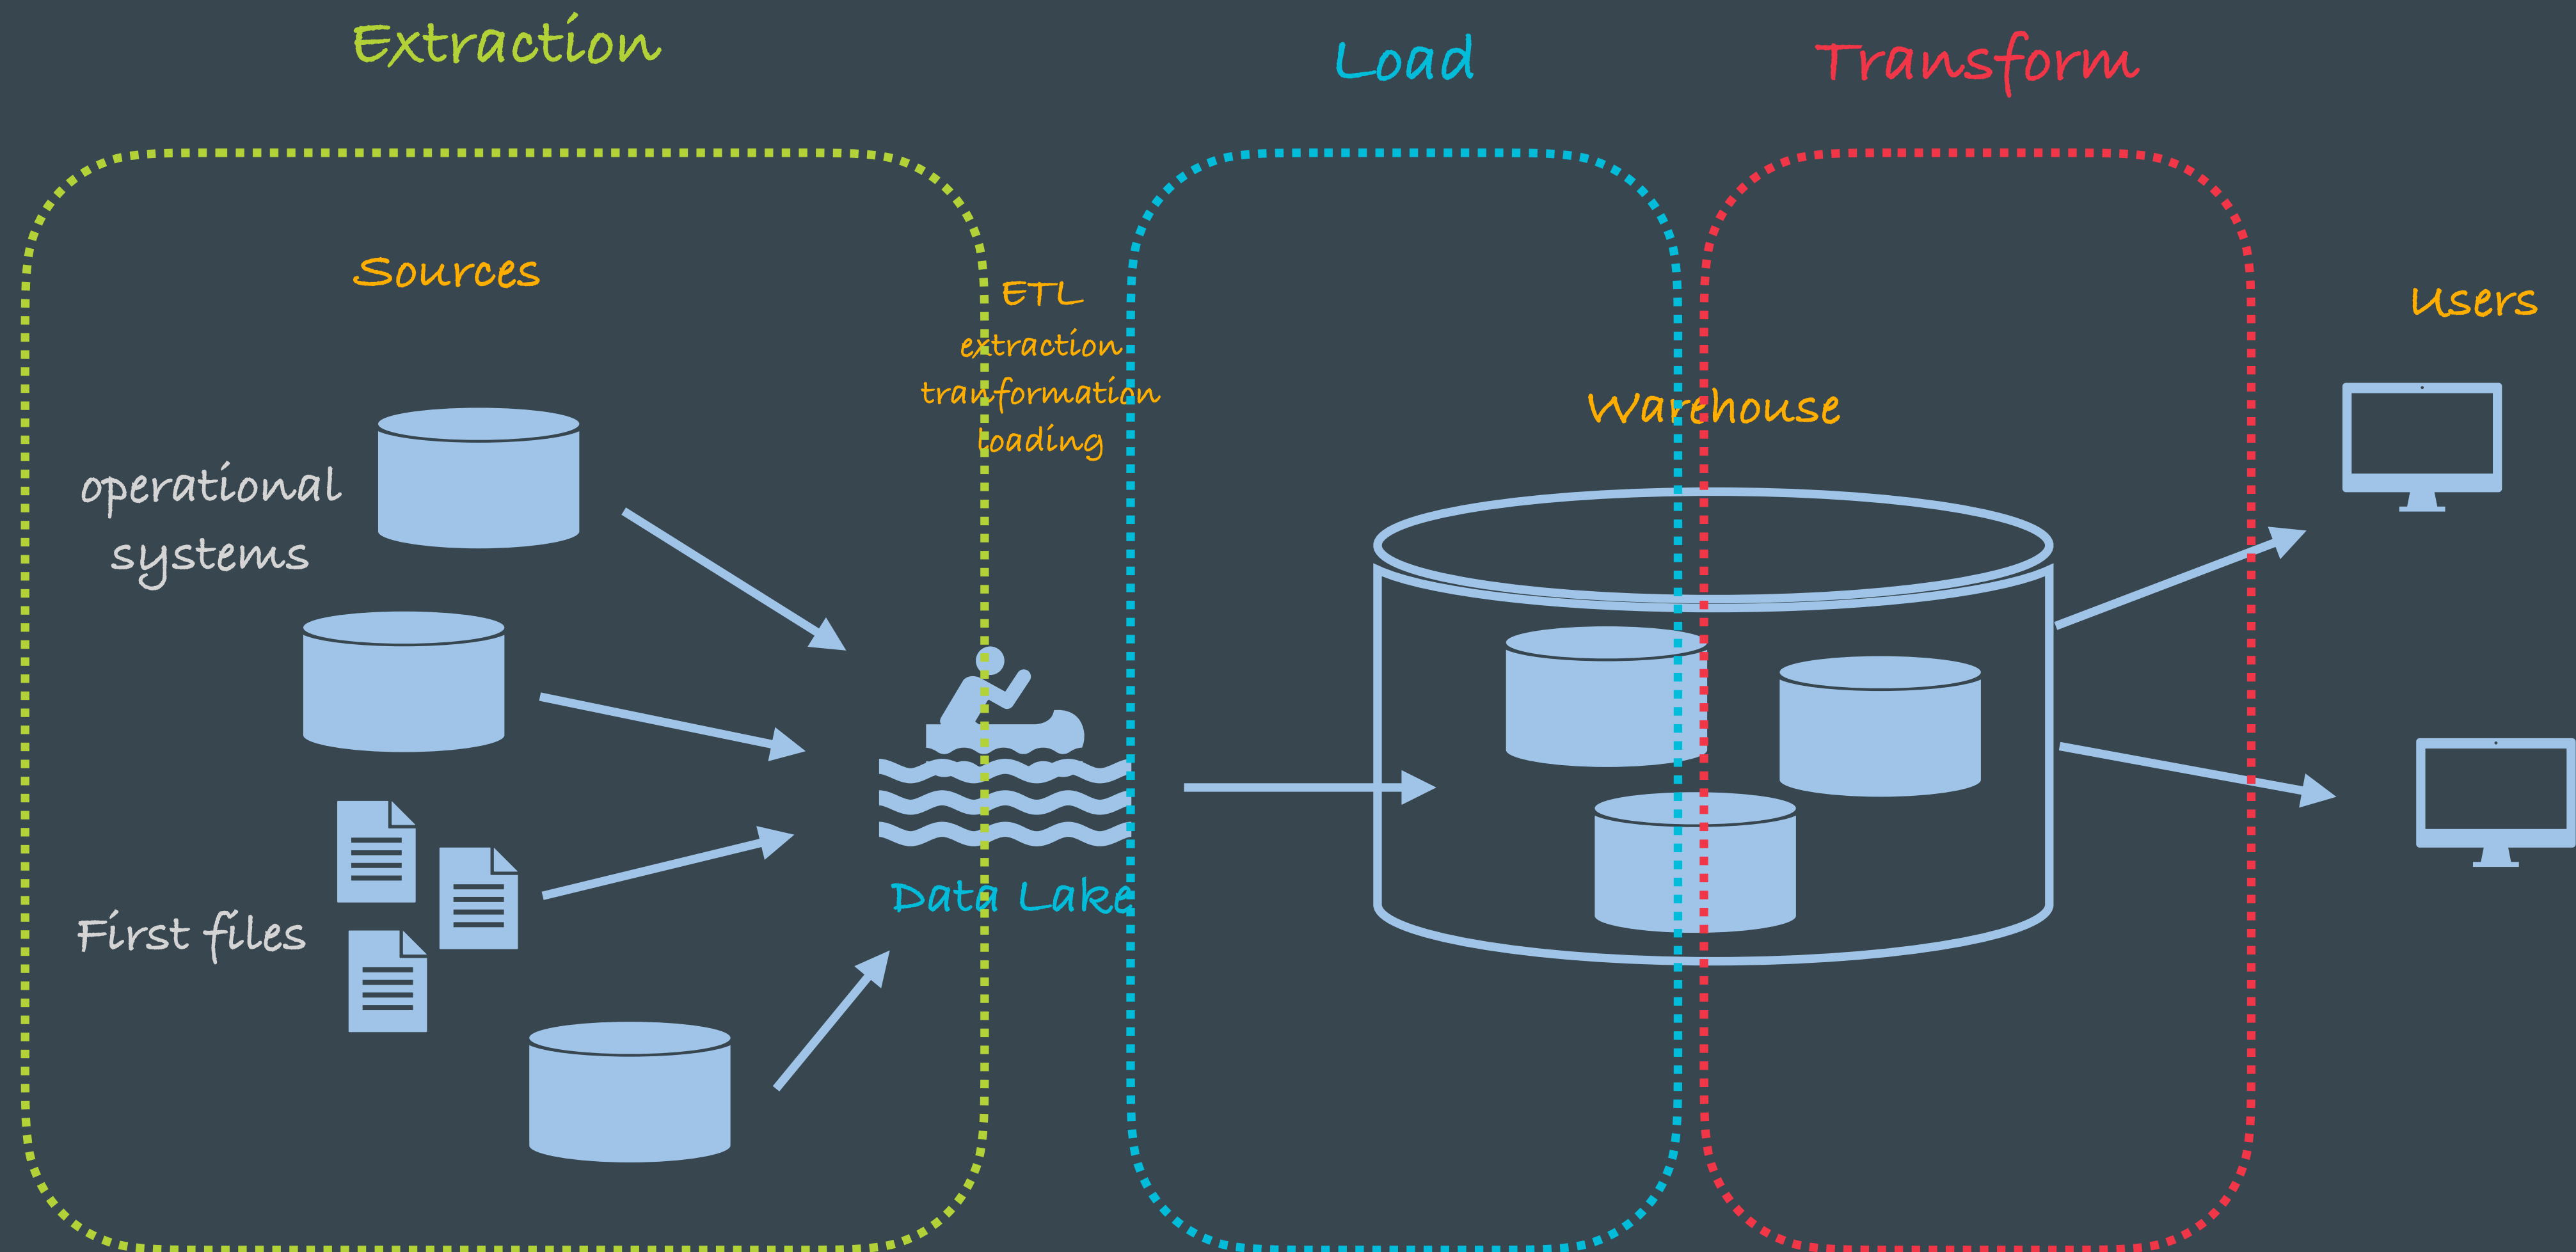 Extraction
Load
Transform
Sources
ETL
extraction
tranformation
loading
Users
Warehouse
operational
systems
Data Lake
First files